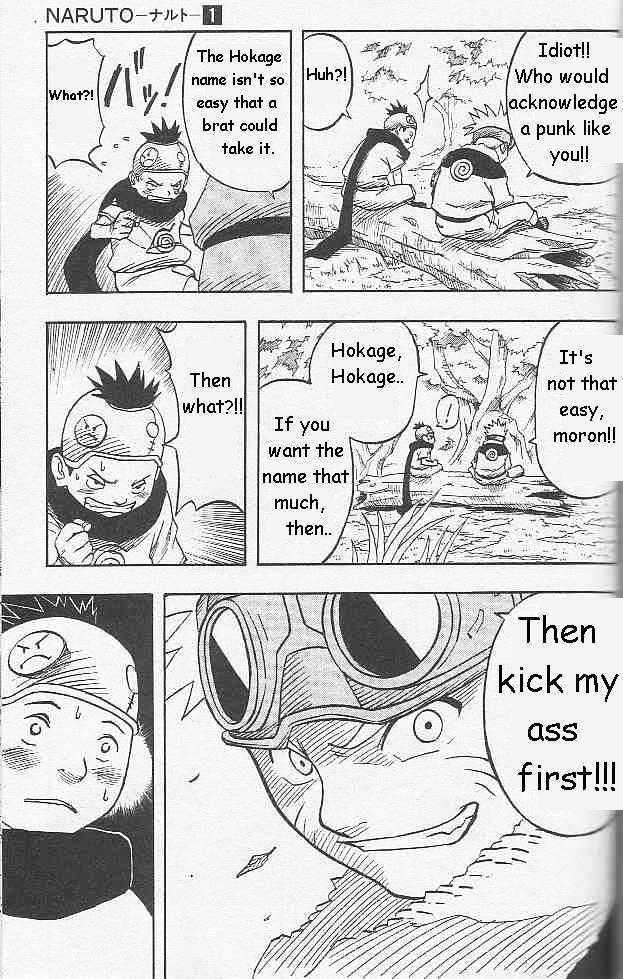 NARUTO―ナルト― 1
Idiot!!
Who would
acknowledge
a punk like
you!!
Huh?!
The Hokage
name isn't so
easy that a
brat could
take it.
バッ!
What?!
It's
not that
easy,
moron!!
!
Hokage,
Hokage..
If you
want the
name that
much,
then..
Then
what?!!
Then
kick my
ass
first!!!